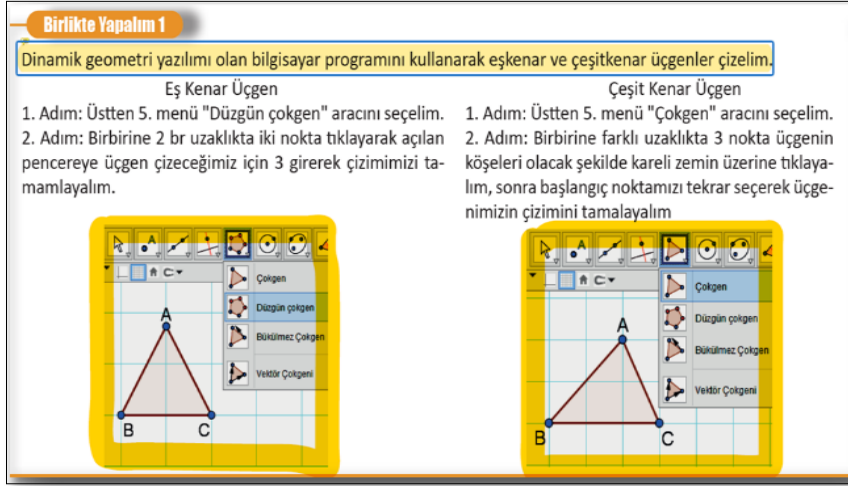 Birlikte Yapalım 1
Dinamik geometri yazılımı olan bilgisayar programını kullanarak eşkenar ve çeşitkenar üçgenler çizelim.
Eş Kenar Üçgen
1. Adım: Üstten 5. menü "Düzgün çokgen" aracını seçelim.
2. Adım: Birbirine 2 br uzaklıkta iki nokta tıklayarak açılan
pencereye üçgen çizeceğimiz için 3 girerek çizimimizi ta-
mamlayalım.
A
Çokgen
Düzgün çokgen
Bükülmez Çokgen
Vektör Çokgeni
A
B
C
Çeşit Kenar Üçgen
1. Adım: Üstten 5. menü "Çokgen" aracını seçelim.
2. Adım: Birbirine farklı uzaklıkta 3 nokta üçgenin
köşeleri olacak şekilde kareli zemin üzerine tıklaya-
lım, sonra başlangıç noktamızı tekrar seçerek üçge-
nimizin çizimini tamalayalım
A
Çokgen
Düzgün çokgen
Bükülmez Çokgen
Vektör Çokgeni
A
B
C